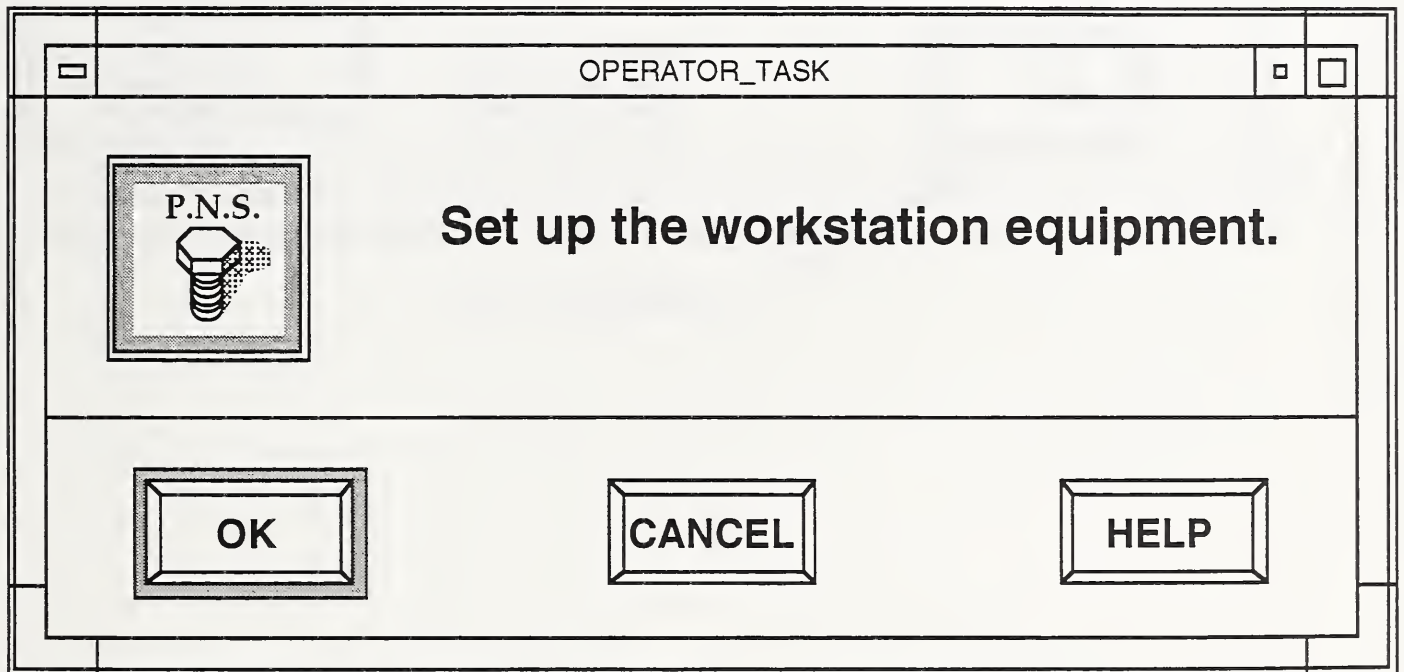 OPERATOR_TASK
P.N.S.
Set up the workstation equipment.
OK
CANCEL
HELP